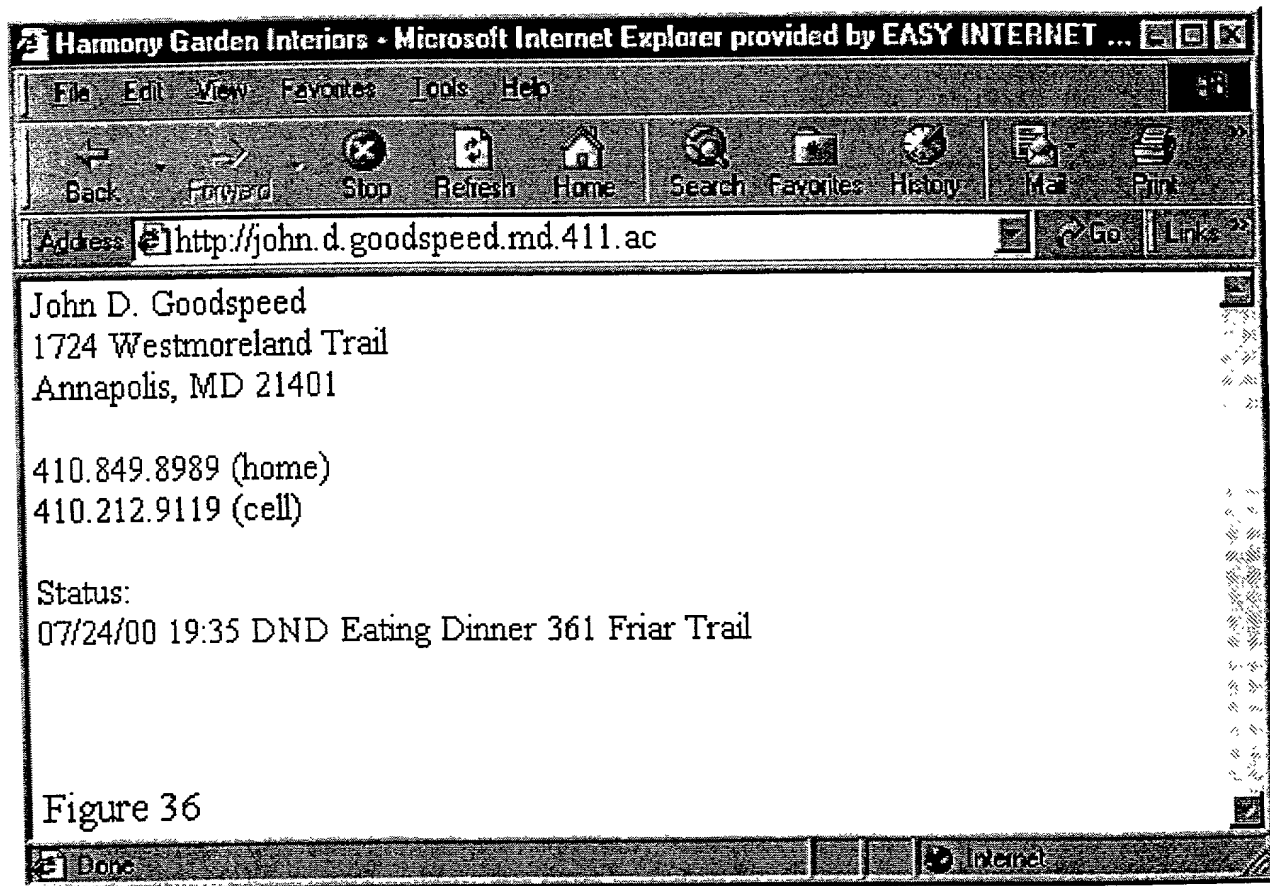 Harmony Garden Interiors - Microsoft Internet Explorer provided by EASY INTERNET ...
File Edit View Favorites Tools Help
Back Forward Stop Refresh Home Search Favorites History Mail Print »
Address http://john.d.goodspeed.md.411.ac Go Links »
John D. Goodspeed
1724 Westmoreland Trail
Annapolis, MD 21401
410.849.8989 (home)
410.212.9119 (cell)
Status:
07/24/00 19:35 DND Eating Dinner 361 Friar Trail
Figure 36
Done Internet